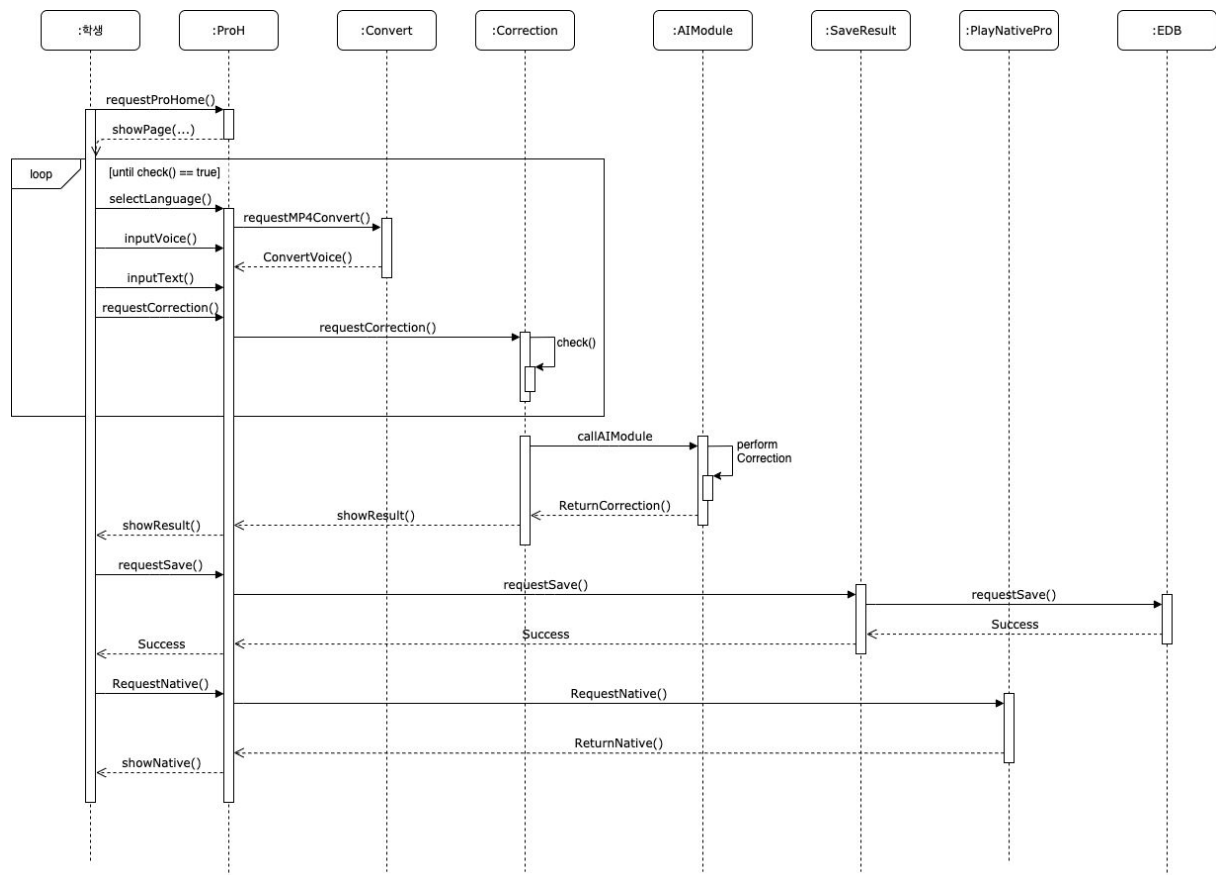 :학생
:ProH
:Convert
:Correction
:AIModule
:SaveResult
:PlayNativePro
:EDB
requestProHome()
showPage(...)
loop
[until check() == true]
selectLanguage()
requestMP4Convert()
inputVoice()
ConvertVoice()
inputText()
requestCorrection()
requestCorrection()
check()
callAIModule
perform
Correction
ReturnCorrection()
showResult()
showResult()
requestSave()
requestSave()
requestSave()
Success
Success
Success
RequestNative()
RequestNative()
ReturnNative()
showNative()